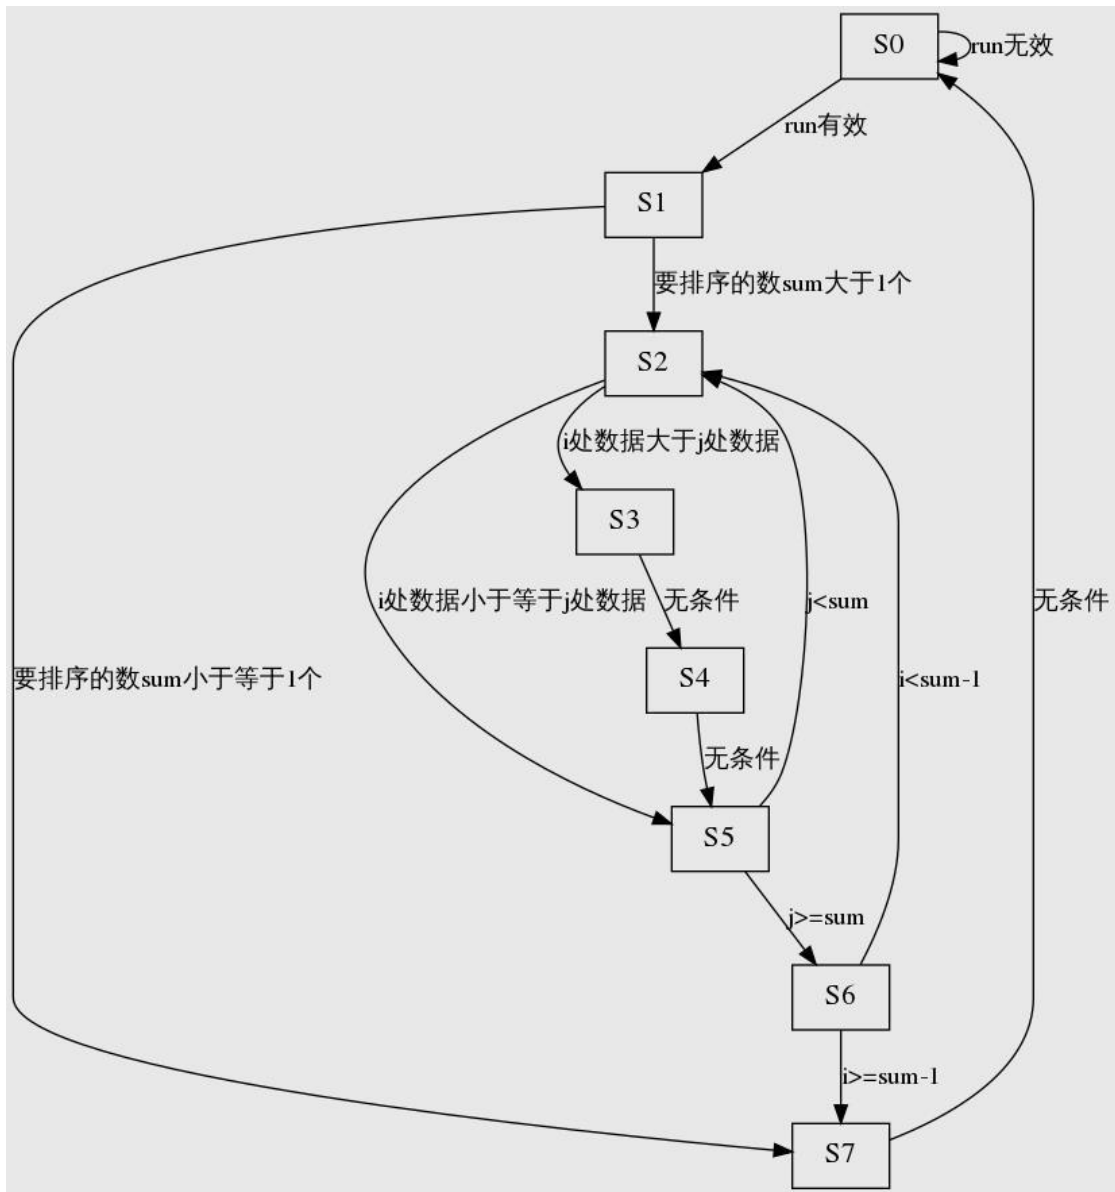 S0
run无效
run有效
S1
要排序的数sum大于1个
S2
i处数据大于j处数据
S3
i处数据小于等于j处数据
无条件
j<sum
无条件
要排序的数sum小于等于1个
S4
i<sum-1
无条件
S5
j>=sum
S6
i>=sum-1
S7